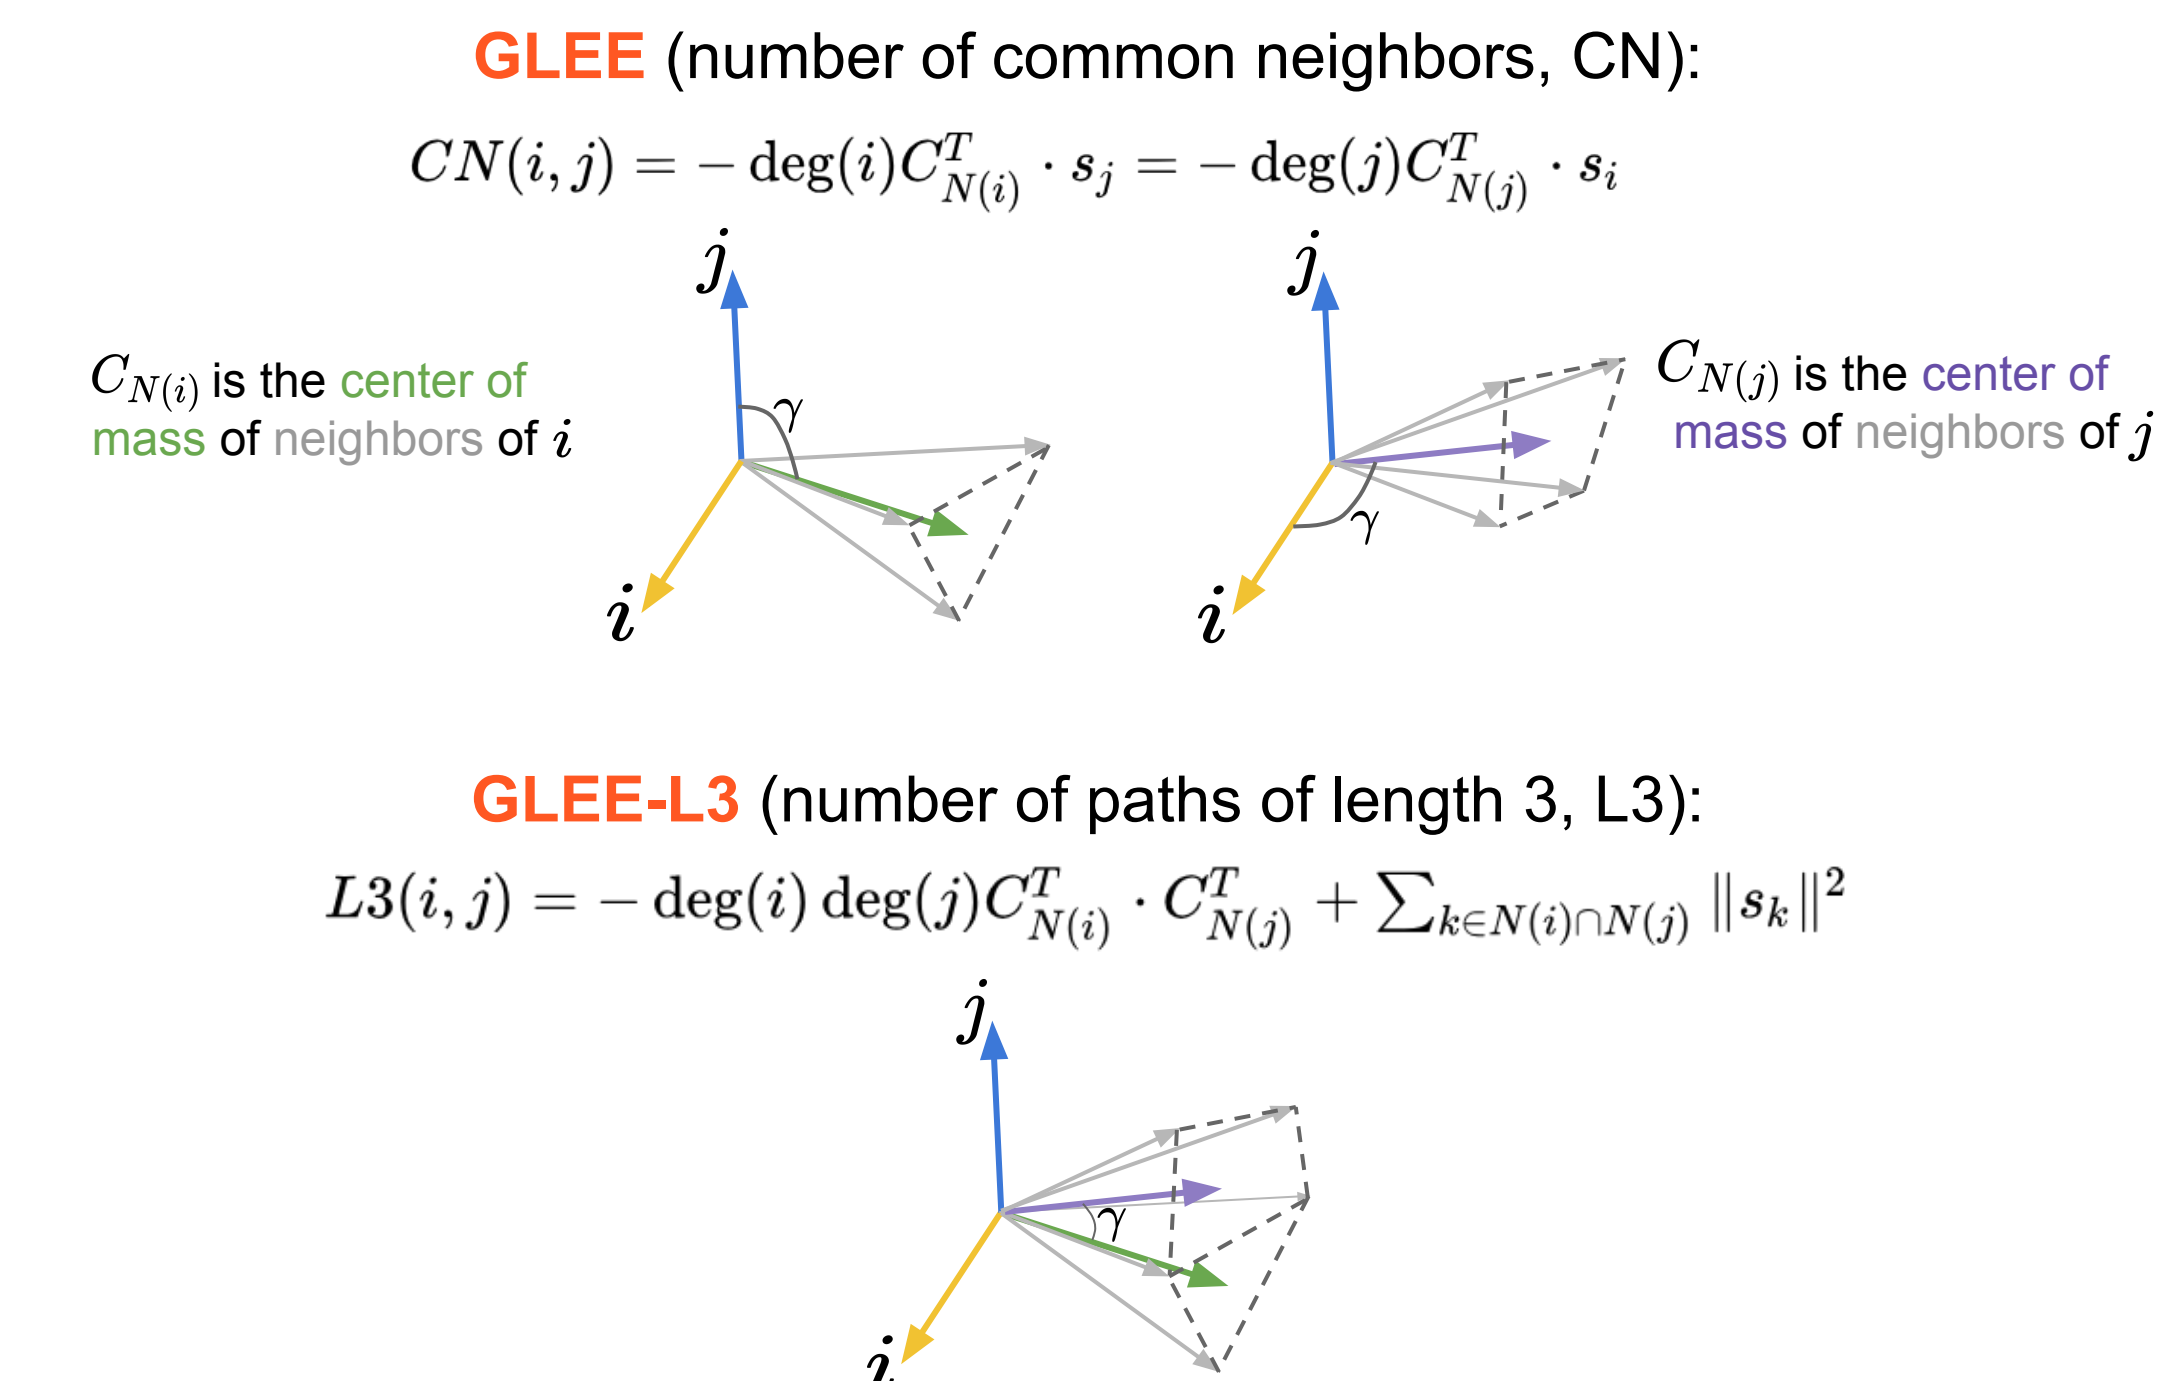 GLEE (number of common neighbors, CN):
CN(i, j) = − deg(i)C^T_{N(i)} · s_j = − deg(j)C^T_{N(j)} · s_i
j
j
C_{N(i)} is the center of
mass of neighbors of i
γ
i
C_{N(j)} is the center of
mass of neighbors of j
γ
i
GLEE-L3 (number of paths of length 3, L3):
L3(i, j) = − deg(i) deg(j)C^T_{N(i)} · C^T_{N(j)} + ∑_{k∈N(i)∩N(j)} ‖s_k‖^2
j
γ
i